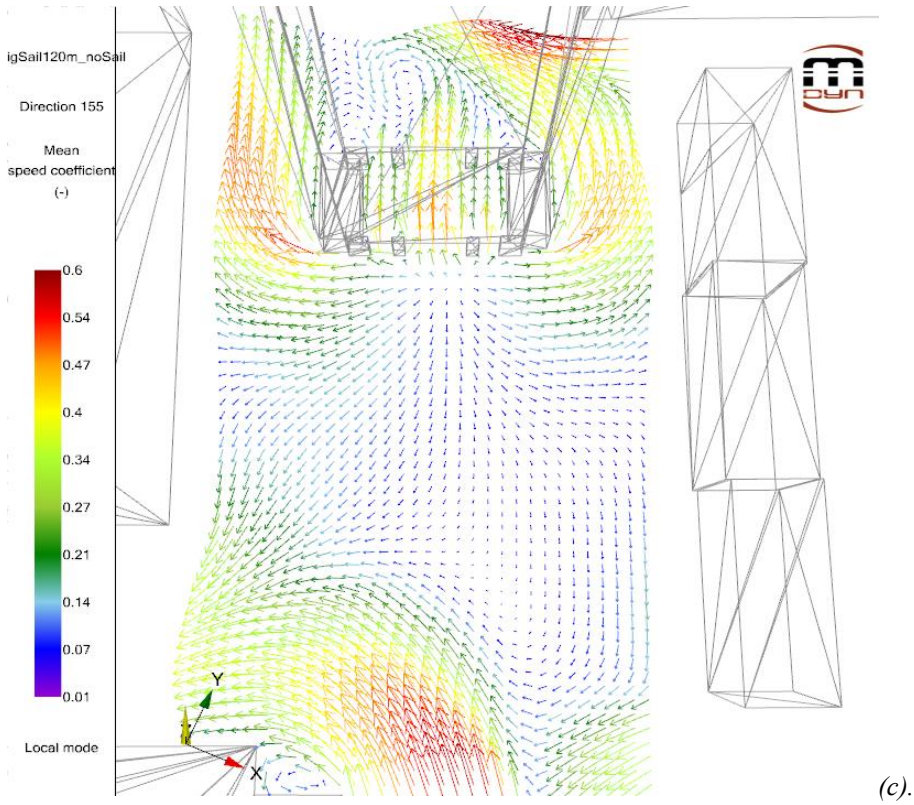 igSail120m_noSail
Direction 155
Mean
speed coefficient
(-)
0.6
0.54
0.47
0.4
0.34
0.27
0.21
0.14
0.07
0.01
Local mode
Y
X
m
DYN
(c).